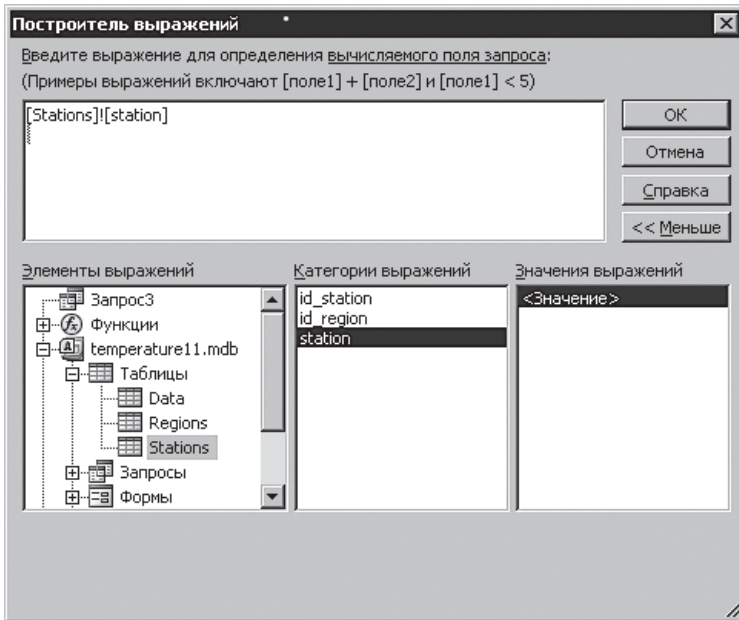 Построитель выражений
Введите выражение для определения вычисляемого поля запроса:
(Примеры выражений включают [поле1] + [поле2] и [поле1] < 5)
[Stations]![station]
ОК
Отмена
Справка
<< Меньше
Элементы выражений
Запрос3
Функции
temperature11.mdb
Таблицы
Data
Regions
Stations
Запросы
Формы
Категории выражений
id_station
id_region
station
Значения выражений
<Значение>